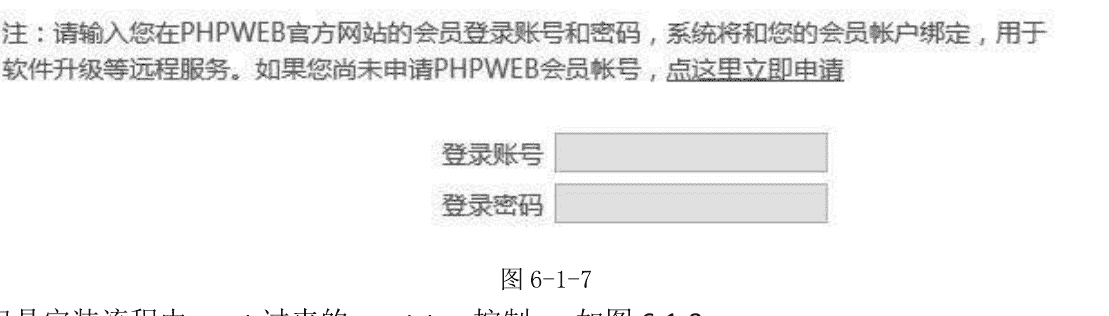 注：请输入您在PHPWEB官方网站的会员登录账号和密码，系统将和您的会员帐户绑定，用于
软件升级等远程服务。如果您尚未申请PHPWEB会员帐号，点这里立即申请
登录账号
登录密码
图 6-1-7